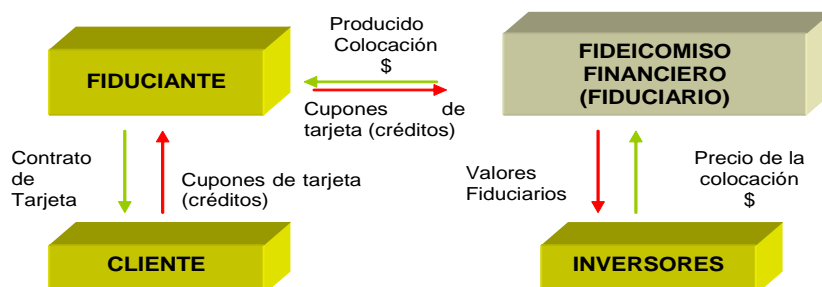 Producido
Colocación
$
FIDUCIANTE
FIDEICOMISO
FINANCIERO
(FIDUCIARIO)
Cupones de
tarjeta (créditos)
Contrato
de
Tarjeta
Cupones de tarjeta
(créditos)
Valores
Fiduciarios
Precio de la
colocación
$
CLIENTE
INVERSORES